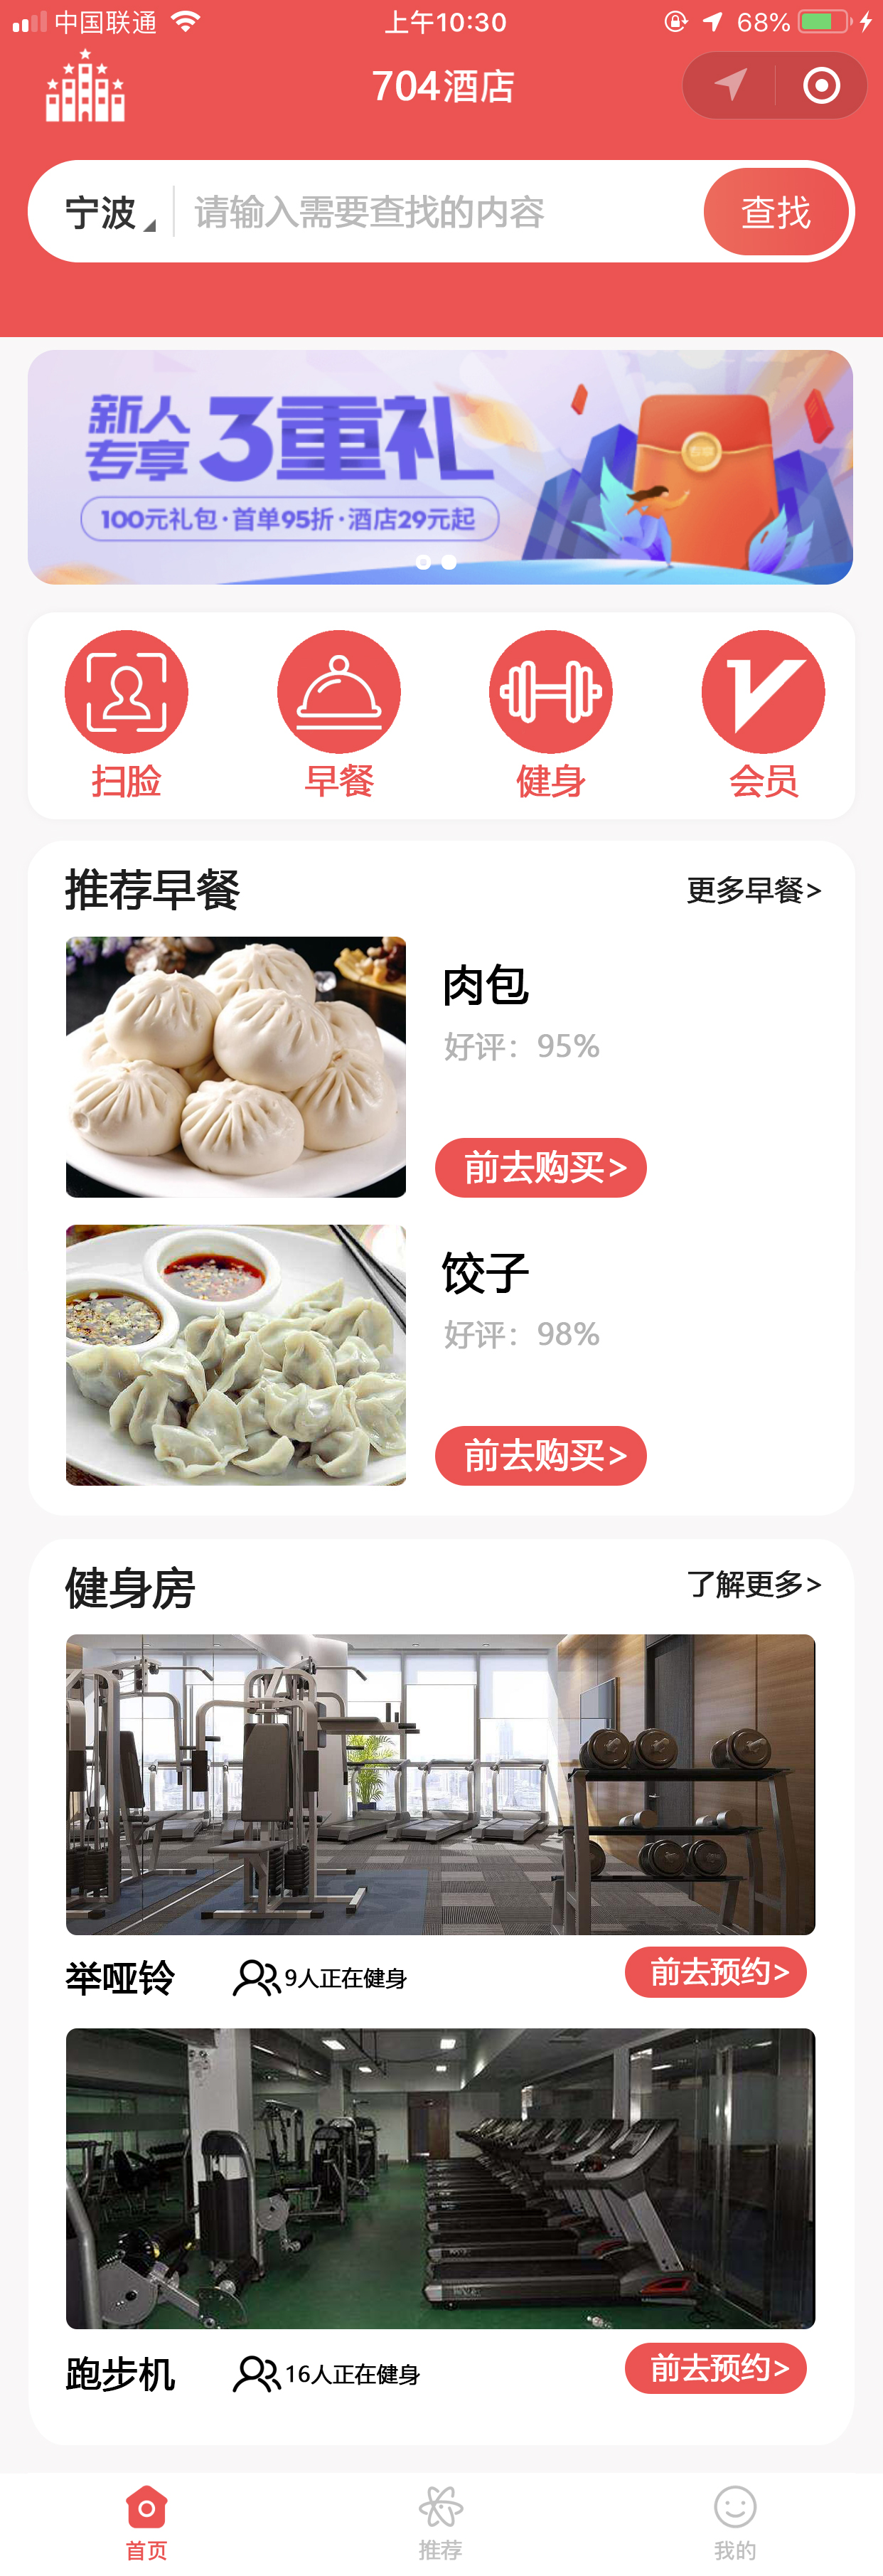 中国联通
上午10:30
68%
704酒店
宁波
请输入需要查找的内容
查找
新人
专享
3重礼
100元礼包·首单95折·酒店29元起
扫脸
早餐
健身
会员
推荐早餐
更多早餐>
肉包
好评：95%
前去购买>
饺子
好评：98%
前去购买>
健身房
了解更多>
举哑铃
9人正在健身
前去预约>
跑步机
16人正在健身
前去预约>
首页
推荐
我的